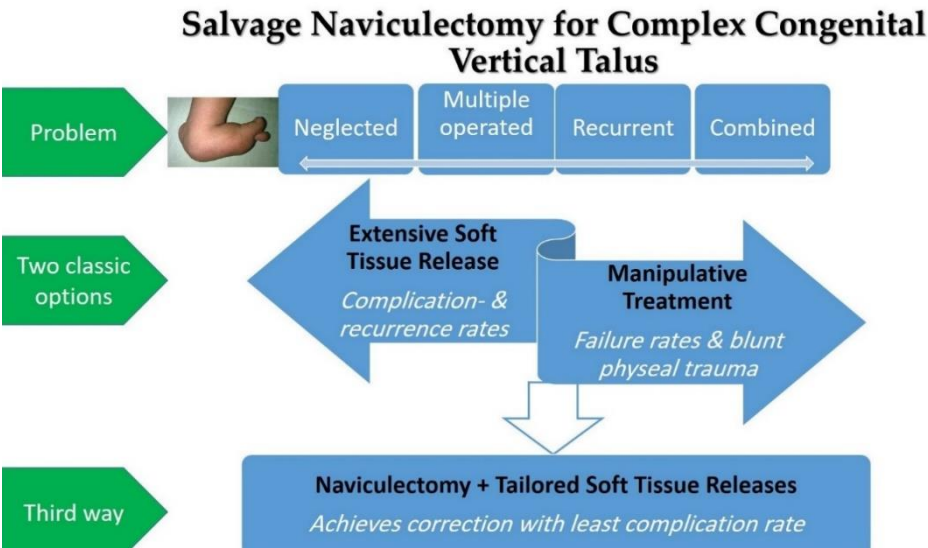 Salvage Naviculectomy for Complex Congenital
Vertical Talus
Problem
Neglected
Multiple
operated
Recurrent
Combined
Two classic
options
Extensive Soft
Tissue Release
Complication- &
recurrence rates
Manipulative
Treatment
Failure rates & blunt
physeal trauma
Third way
Naviculectomy + Tailored Soft Tissue Releases
Achieves correction with least complication rate